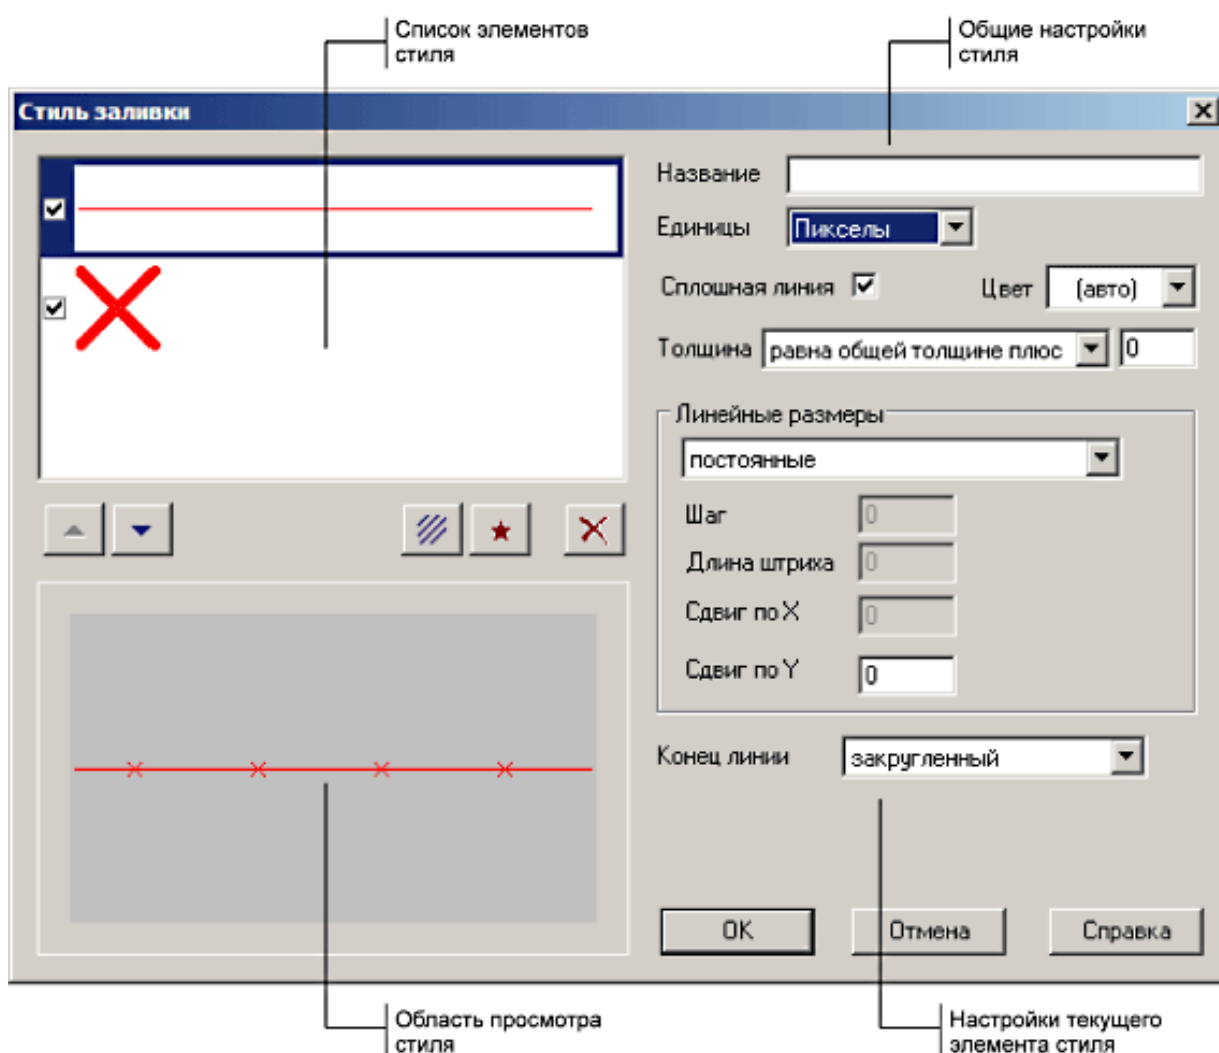 Список элементов
стиля
Общие настройки
стиля
Стиль заливки
Название
Единицы Пикселы
Сплошная линия Цвет (авто)
Толщина равна общей толщине плюс 0
Линейные размеры
постоянные
Шаг 0
Длина штриха 0
Сдвиг по X 0
Сдвиг по Y 0
Конец линии закругленный
OK Отмена Справка
Область просмотра
стиля
Настройки текущего
элемента стиля